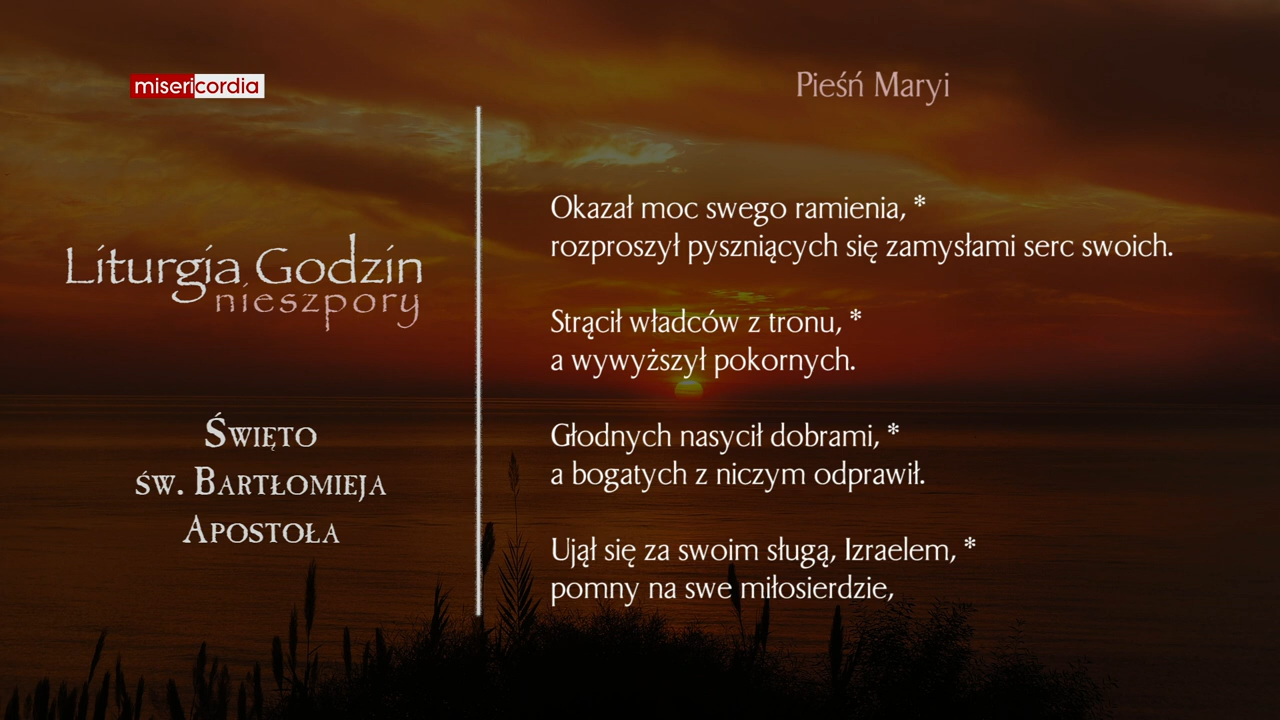 misericordia
Liturgia Godzin
nieszpory
Święto
św. Bartłomieja
Apostoła
Pieśń Maryi
Okazał moc swego ramienia, *
rozproszył pyszniących się zamysłami serc swoich.
Strącił władców z tronu, *
a wywyższył pokornych.
Głodnych nasycił dobrami, *
a bogatych z niczym odprawił.
Ujął się za swoim sługą, Izraelem, *
pomny na swe miłosierdzie,